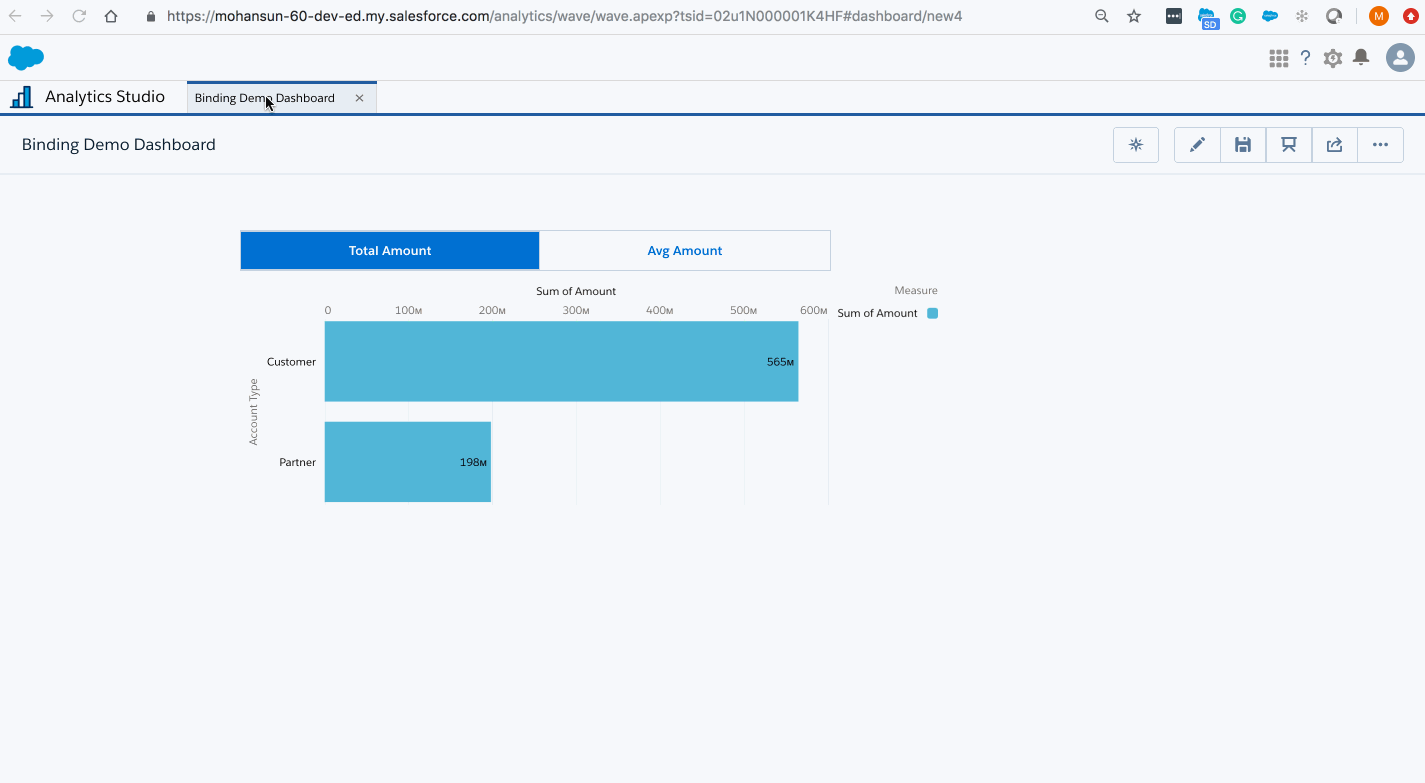 https://mohansun-60-dev-ed.my.salesforce.com/analytics/wave/wave.apexp?tsid=02u1N000001K4HF#dashboard/new4
SD
M
?
Analytics Studio
Binding Demo Dashboard
Binding Demo Dashboard
Total Amount
Avg Amount
Sum of Amount
Measure
0 100M 200M 300M 400M 500M 600M
Sum of Amount
Customer
565M
Account Type
Partner
198M